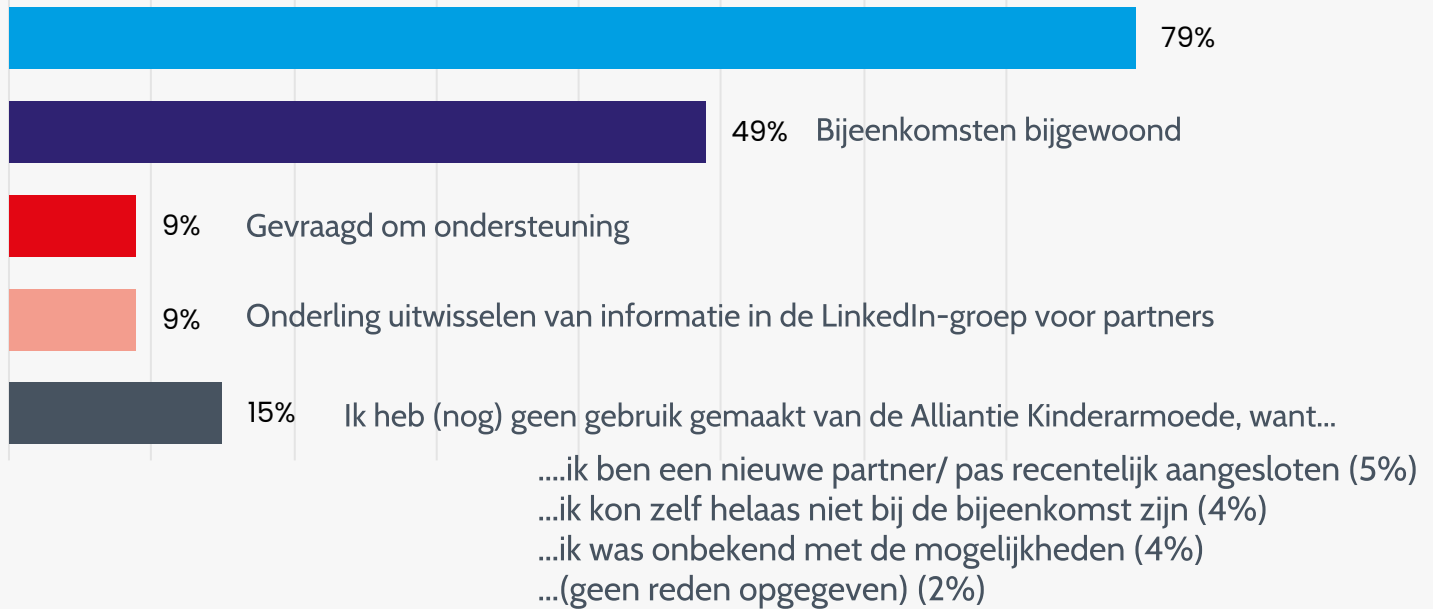 79%
49% Bijeenkomsten bijgewoond
9% Gevraagd om ondersteuning
9% Onderling uitwisselen van informatie in de LinkedIn-groep voor partners
15% Ik heb (nog) geen gebruik gemaakt van de Alliantie Kinderarmoede, want...
....ik ben een nieuwe partner/ pas recentelijk aangesloten (5%)
...ik kon zelf helaas niet bij de bijeenkomst zijn (4%)
...ik was onbekend met de mogelijkheden (4%)
...(geen reden opgegeven) (2%)